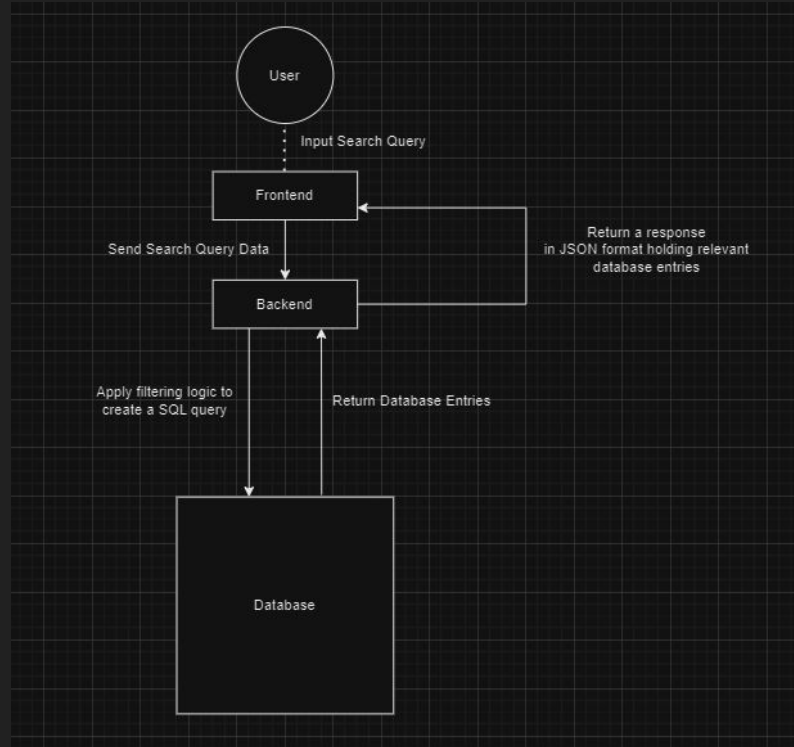 User
Input Search Query
Frontend
Send Search Query Data
Return a response
in JSON format holding relevant
database entries
Backend
Apply filtering logic to
create a SQL query
Return Database Entries
Database